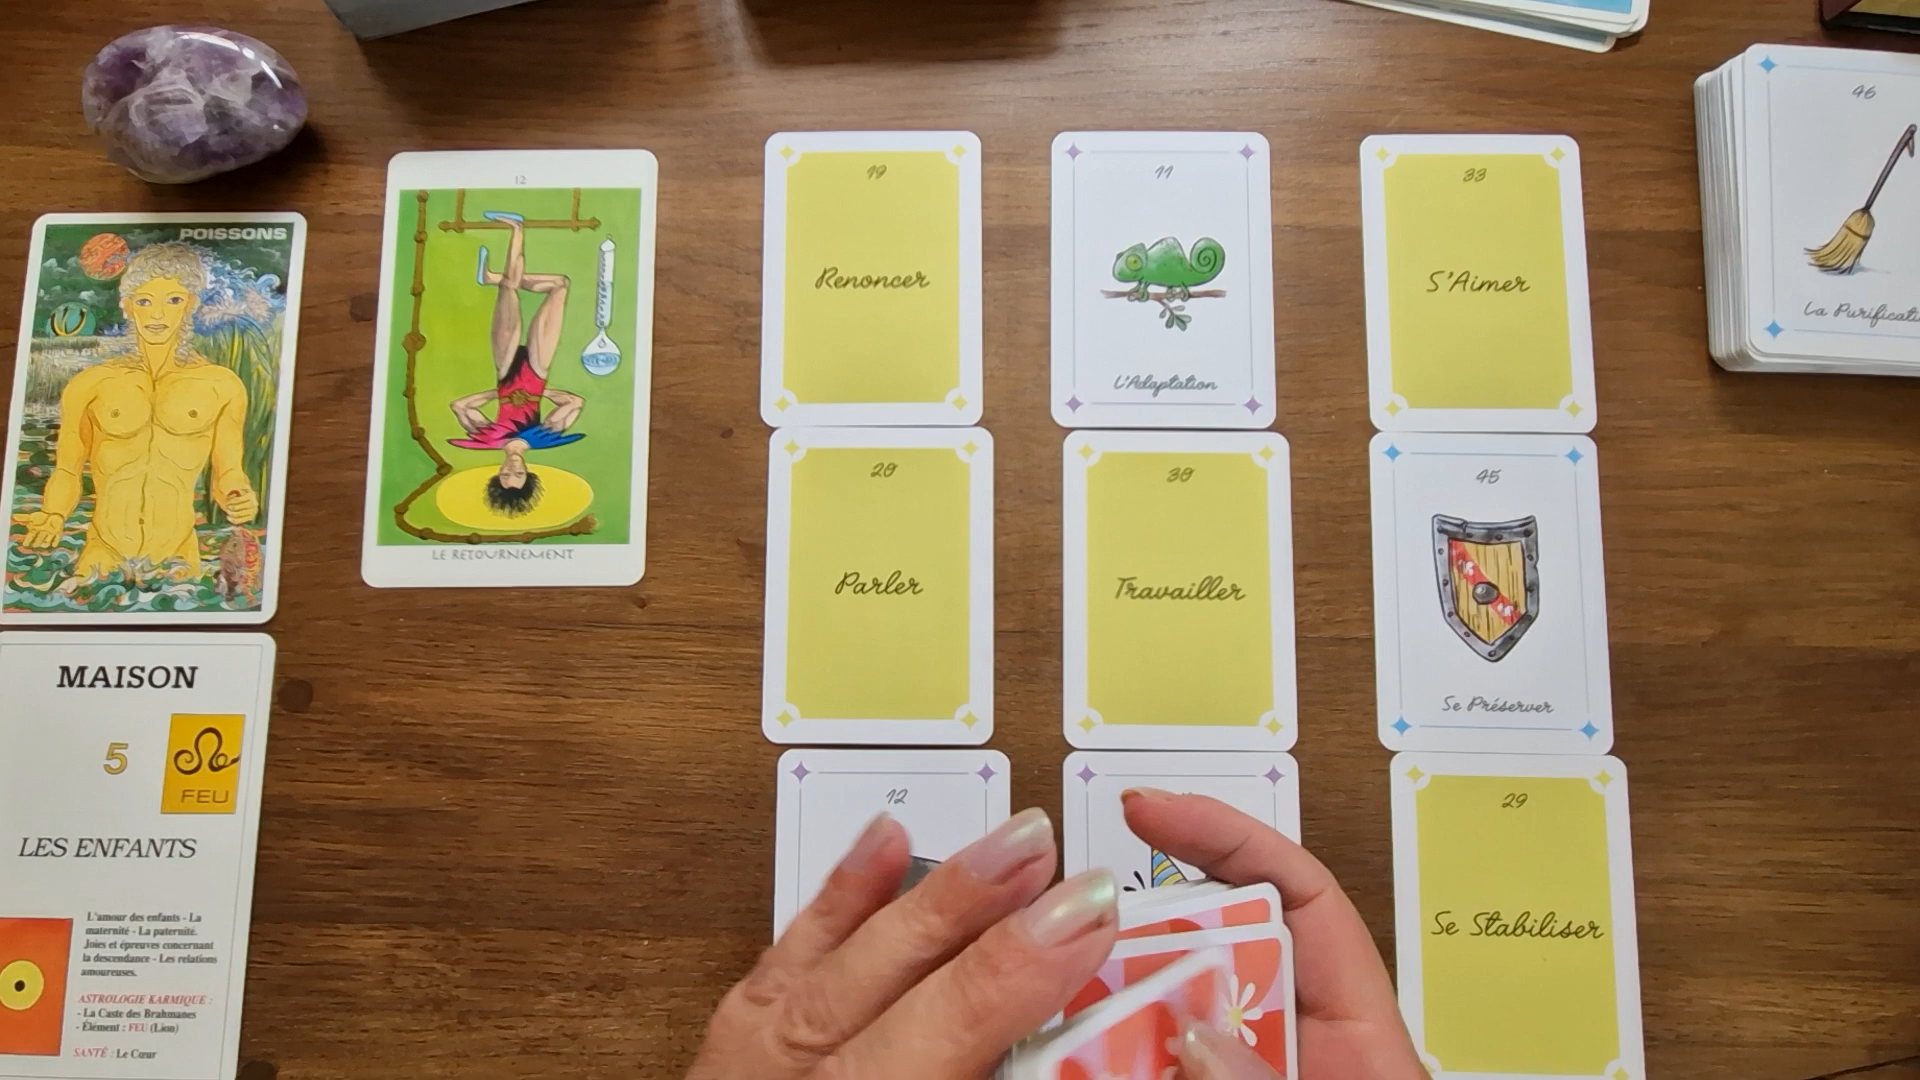 POISSONS
MAISON
5
FEU
LES ENFANTS
L'amour des enfants - La
maternité - La paternité.
Joies et épreuves concernant
la descendance - Les relations
amoureuses.
ASTROLOGIE KARMIQUE :
- La Caste des Brahmanes
- Élément : FEU (Lion)
SANTÉ : Le Cœur
12
LE RETOURNEMENT
19
Renoncer
11
L'Adaptation
33
S'Aimer
20
Parler
30
Travailler
45
Se Préserver
12
29
Se Stabiliser
46